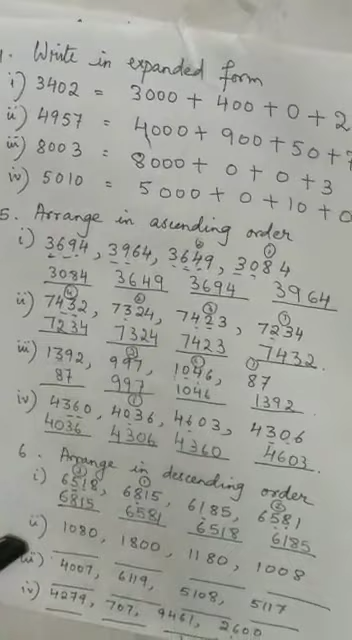 4. Write in expanded form
i) 3402 = 3000 + 400 + 0 + 2
ii) 4957 = 4000 + 900 + 50 + 7
iii) 8003 = 8000 + 0 + 0 + 3
iv) 5010 = 5000 + 0 + 10 + 0
5. Arrange in ascending order
i) 3694, 3964, 3649, 3084
3084 3649 3694 3964
ii) 7432, 7324, 7423, 7234
7234 7324 7423 7432.
iii) 1392, 997, 1046, 87
87 997 1046 1392.
iv) 4360, 4036, 4603, 4306
4036 4306 4360 4603.
6. Arrange in descending order
i) 6518, 6815, 6185, 6581
6815 6581 6518 6185
ii) 1080, 1800, 1180, 1008
iii) 4007, 6119, 5108, 5117
iv) 4279, 707, 9461, 2600